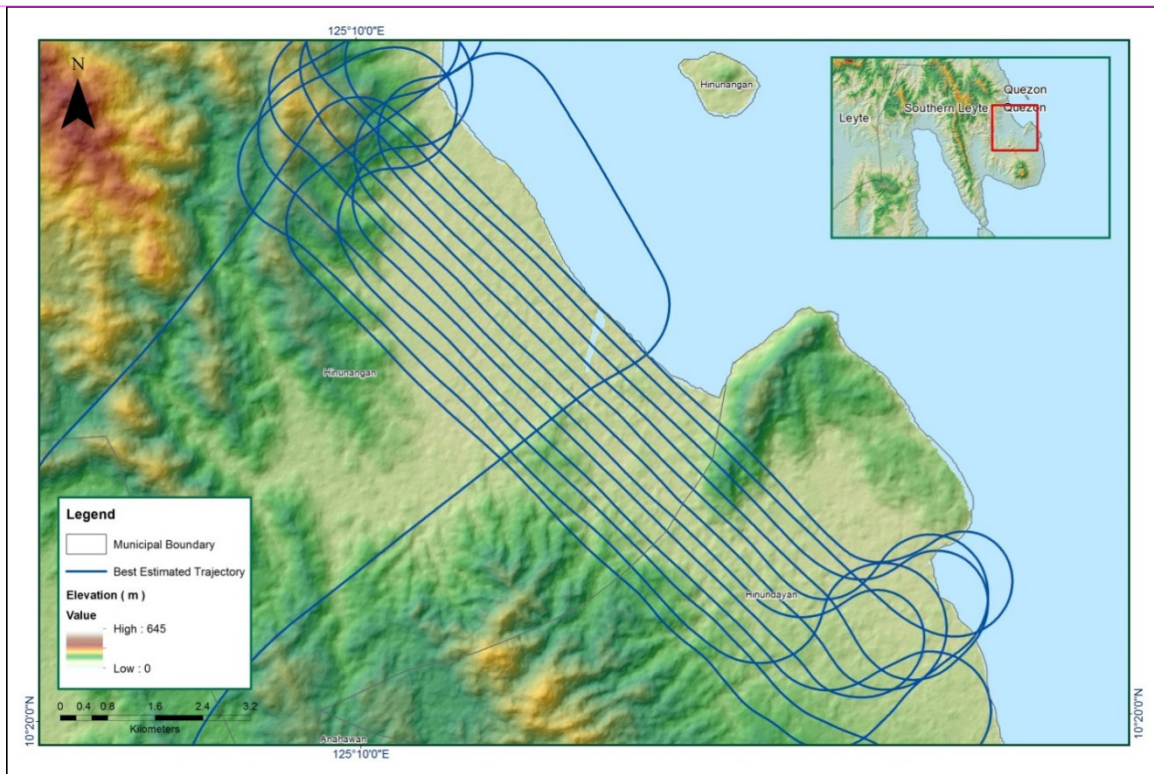 125°10'0"E
N
Hinunangan
Quezon
Quezon
Southern Leyte
Leyte
Hinunangan
Hinundayan
Anahawan
Legend
Municipal Boundary
Best Estimated Trajectory
Elevation ( m )
Value
High : 645
Low : 0
0 0.4 0.8 1.6 2.4 3.2
Kilometers
10°20'0"N
10°20'0"N
125°10'0"E